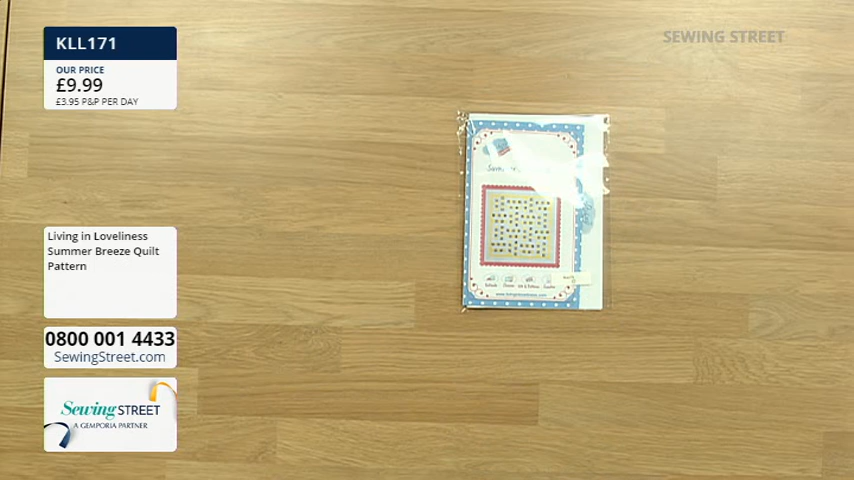 KLL171
OUR PRICE
£9.99
£3.95 P&P PER DAY
SEWING STREET
Living in Loveliness
Summer Breeze Quilt
Pattern
0800 001 4433
SewingStreet.com
Sewing STREET
A GEMPORIA PARTNER